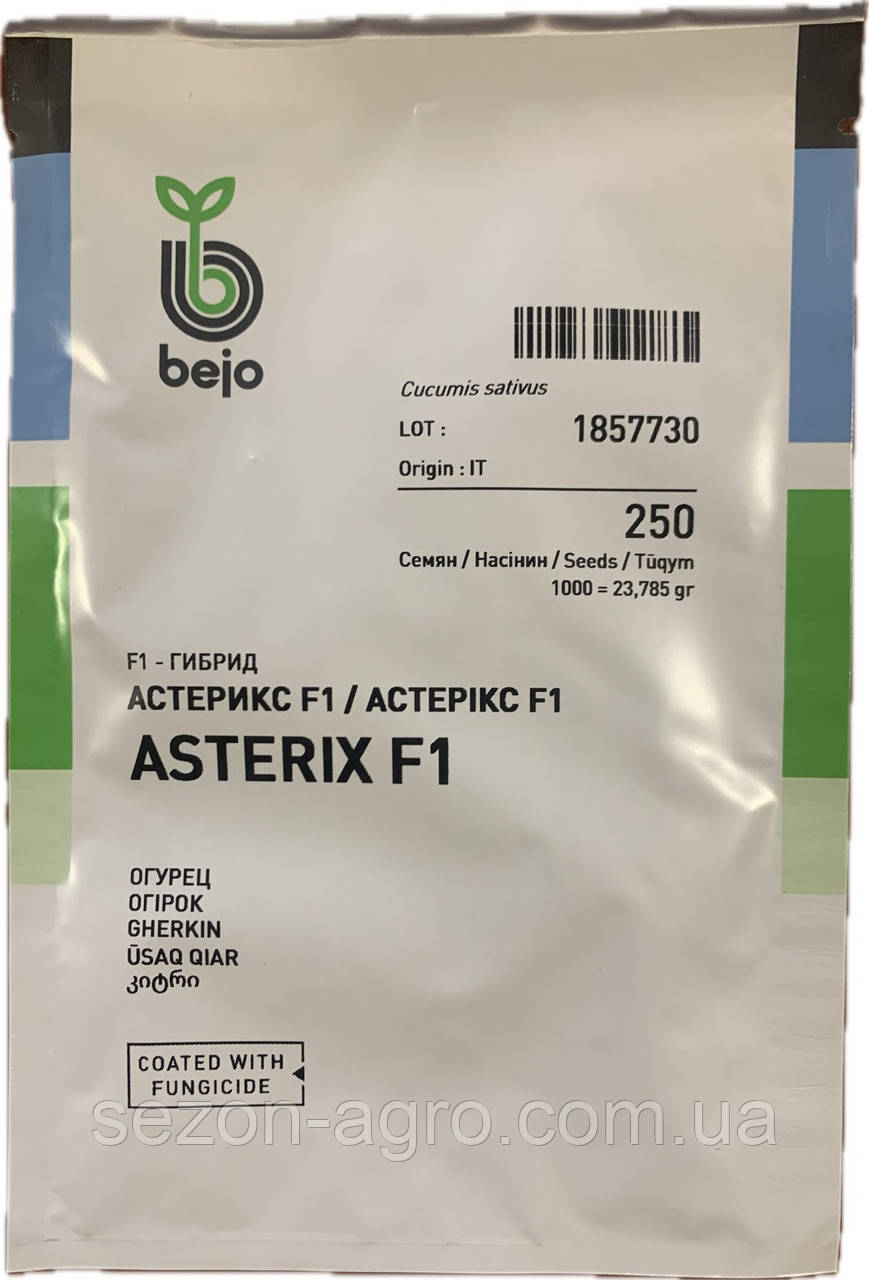 bejo
Cucumis sativus
LOT : 1857730
Origin : IT
250
Семян / Насінин / Seeds / Tūqym
1000 = 23,785 gr
F1 - ГИБРИД
АСТЕРИКС F1 / АСТЕРІКС F1
ASTERIX F1
ОГУРЕЦ
ОГІРОК
GHERKIN
ŪSAQ QIAR
კიტრი
COATED WITH
FUNGICIDE
sezon-agro.com.ua